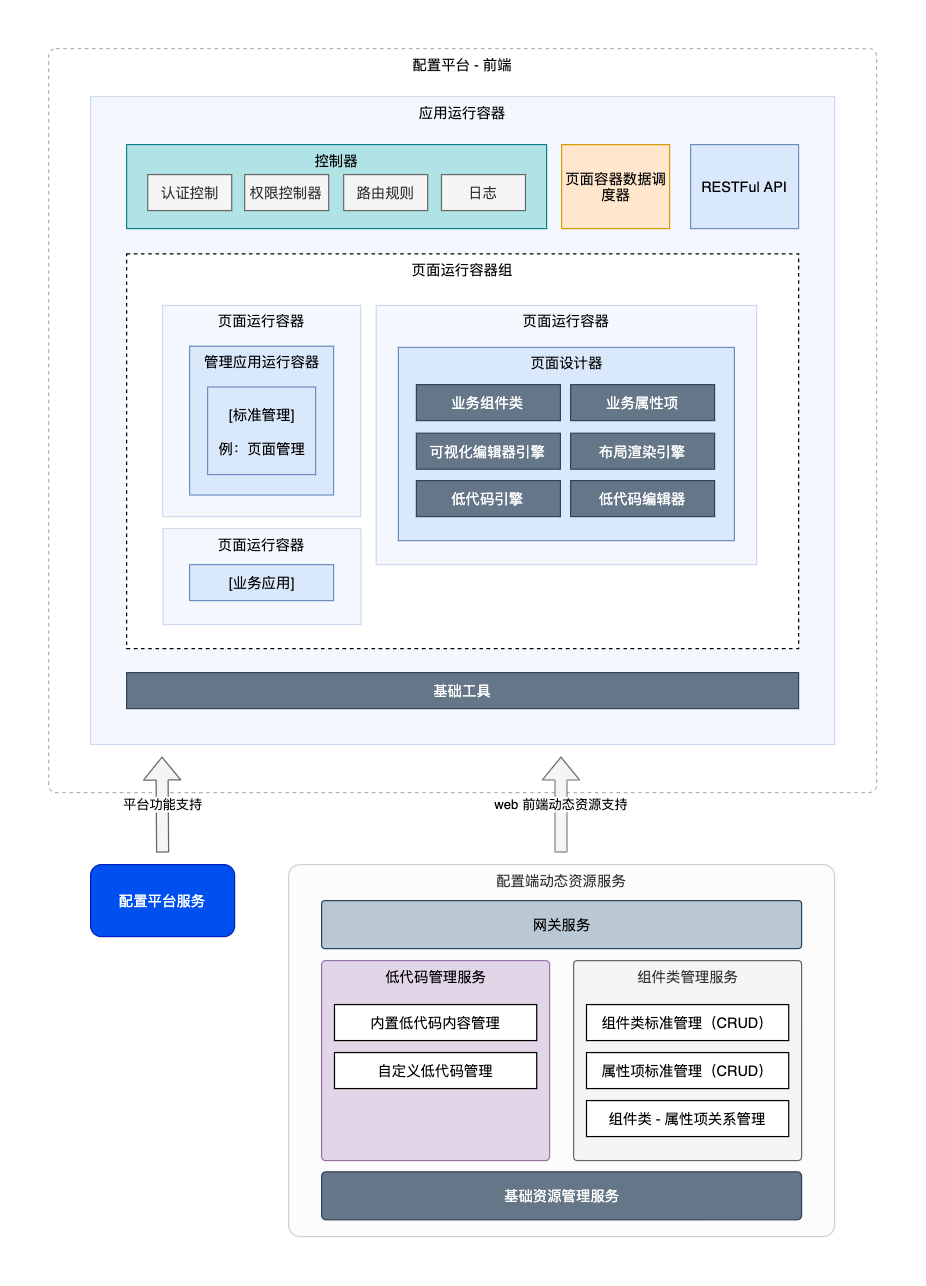 配置平台 - 前端
应用运行容器
控制器
认证控制
权限控制器
路由规则
日志
页面容器数据调
度器
RESTFul API
页面运行容器组
页面运行容器
管理应用运行容器
[标准管理]
例：页面管理
页面运行容器
[业务应用]
页面运行容器
页面设计器
业务组件类
业务属性项
可视化编辑器引擎
布局渲染引擎
低代码引擎
低代码编辑器
基础工具
平台功能支持
web 前端动态资源支持
配置平台服务
配置端动态资源服务
网关服务
低代码管理服务
内置低代码内容管理
自定义低代码管理
组件类管理服务
组件类标准管理（CRUD）
属性项标准管理（CRUD）
组件类 - 属性项关系管理
基础资源管理服务